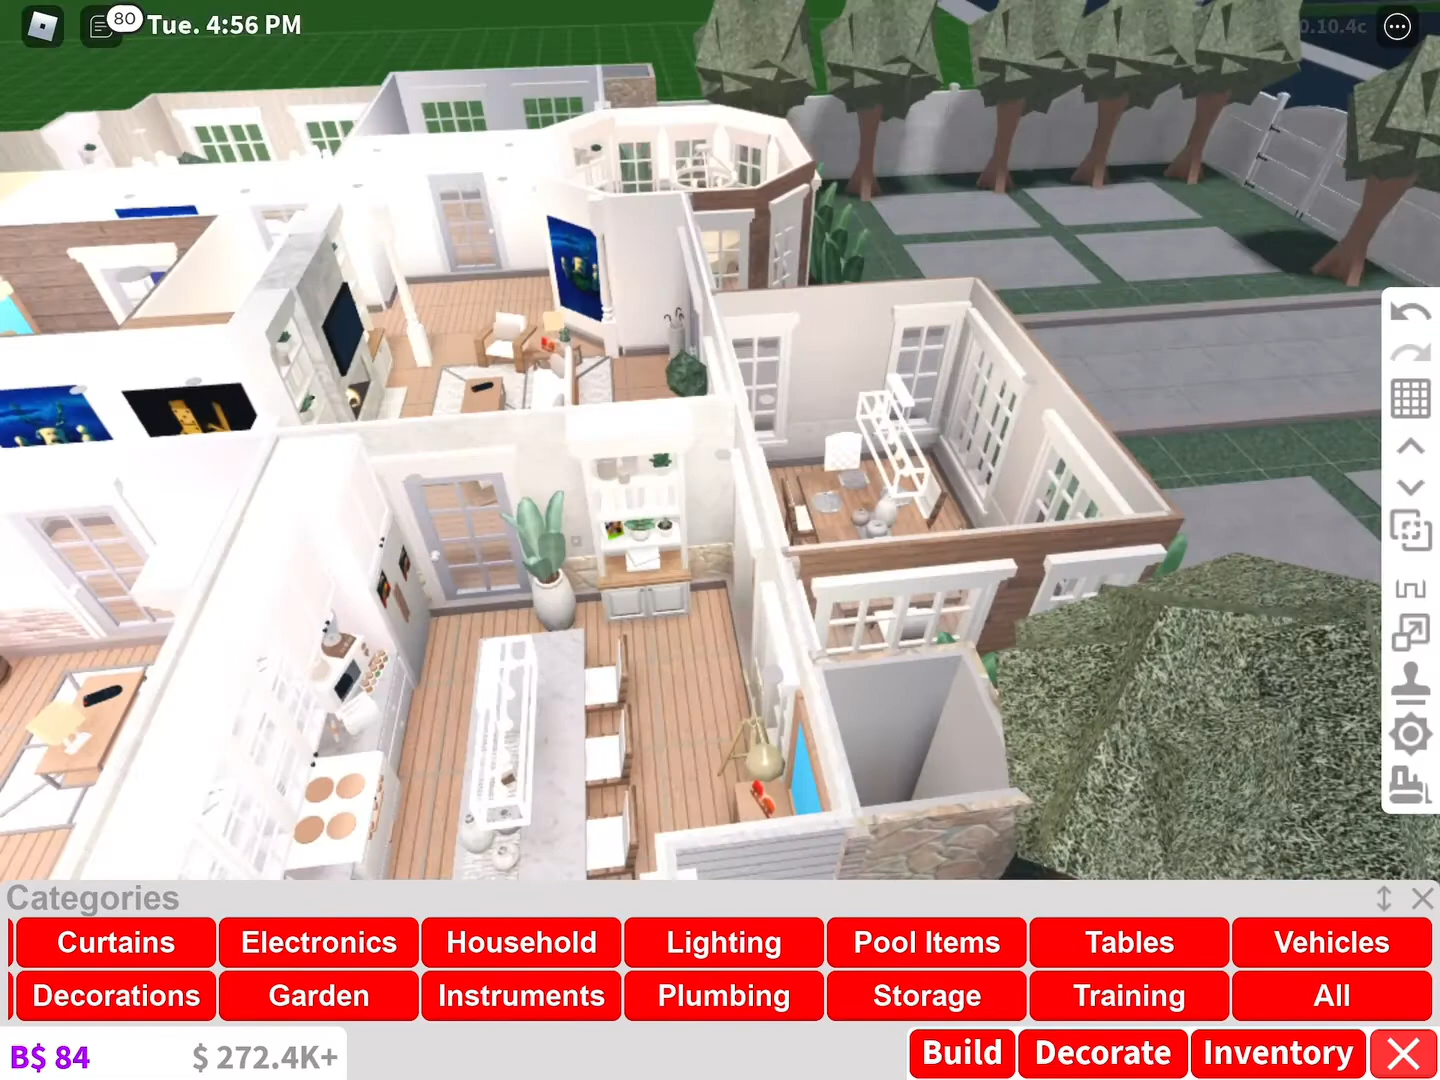 80
Tue. 4:56 PM
0.10.4c
Categories
Curtains
Electronics
Household
Lighting
Pool Items
Tables
Vehicles
Decorations
Garden
Instruments
Plumbing
Storage
Training
All
B$ 84
$ 272.4K+
Build
Decorate
Inventory